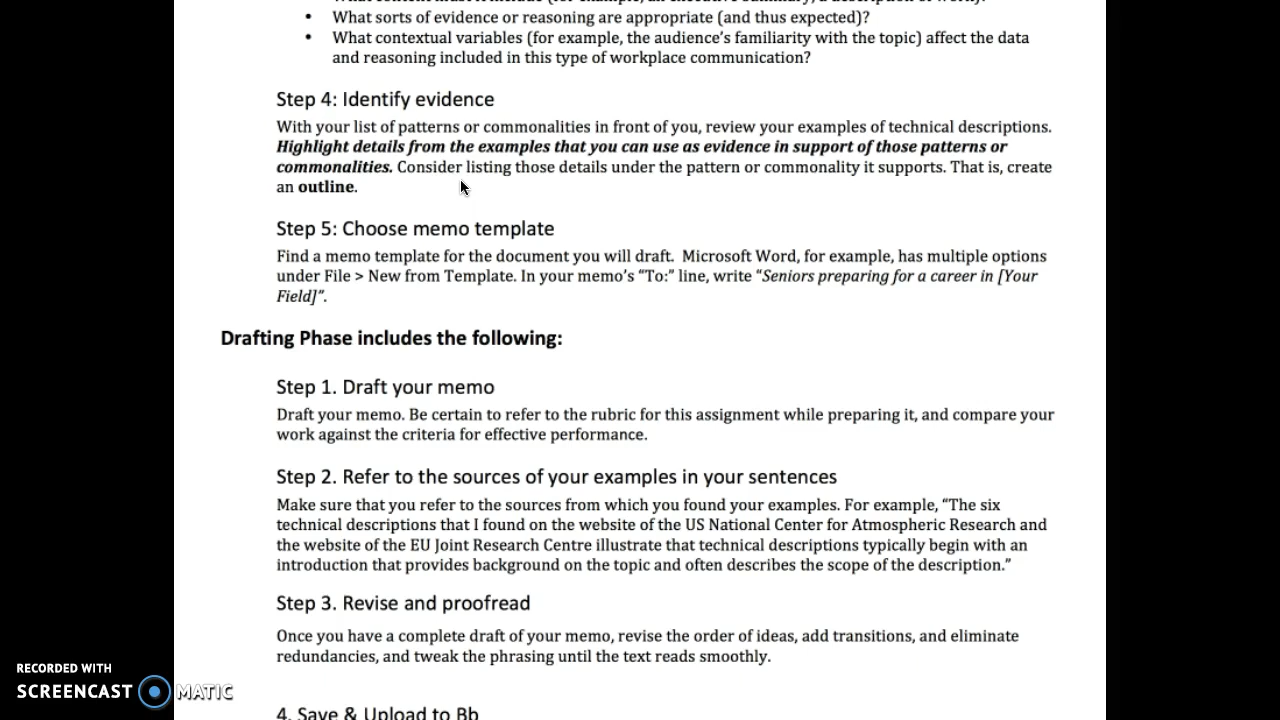 What content must it include (for example, an executive summary, a description of work)?
• What sorts of evidence or reasoning are appropriate (and thus expected)?
• What contextual variables (for example, the audience’s familiarity with the topic) affect the data
and reasoning included in this type of workplace communication?
Step 4: Identify evidence
With your list of patterns or commonalities in front of you, review your examples of technical descriptions.
Highlight details from the examples that you can use as evidence in support of those patterns or
commonalities. Consider listing those details under the pattern or commonality it supports. That is, create
an outline.
Step 5: Choose memo template
Find a memo template for the document you will draft.  Microsoft Word, for example, has multiple options
under File > New from Template. In your memo’s “To:” line, write “Seniors preparing for a career in [Your
Field]”.
Drafting Phase includes the following:
Step 1. Draft your memo
Draft your memo. Be certain to refer to the rubric for this assignment while preparing it, and compare your
work against the criteria for effective performance.
Step 2. Refer to the sources of your examples in your sentences
Make sure that you refer to the sources from which you found your examples. For example, “The six
technical descriptions that I found on the website of the US National Center for Atmospheric Research and
the website of the EU Joint Research Centre illustrate that technical descriptions typically begin with an
introduction that provides background on the topic and often describes the scope of the description.”
Step 3. Revise and proofread
Once you have a complete draft of your memo, revise the order of ideas, add transitions, and eliminate
redundancies, and tweak the phrasing until the text reads smoothly.
4. Save & Upload to Bb
RECORDED WITH
SCREENCAST MATIC